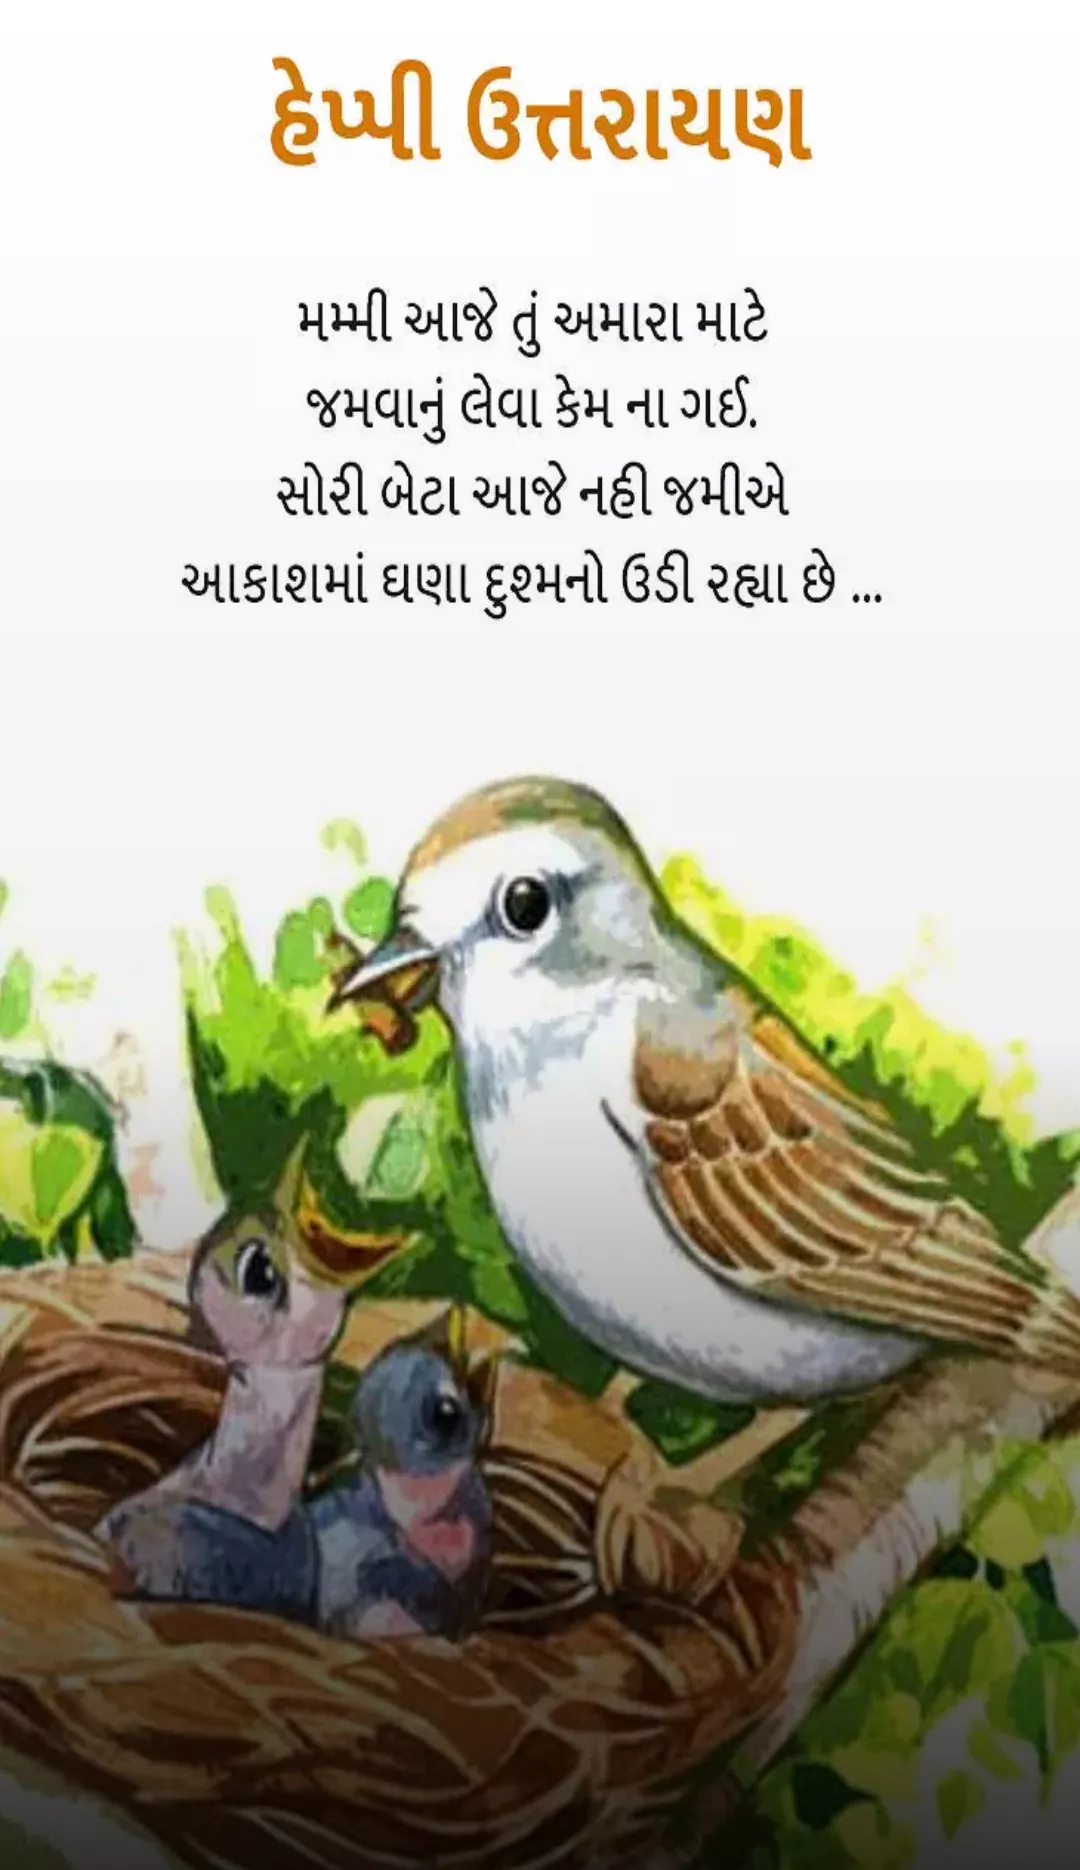 હેપ્પી ઉત્તરાયણ
મમ્મી આજે તું અમારા માટે
જમવાનું લેવા કેમ ના ગઈ.
સોરી બેટા આજે નહી જમીએ
આકાશમાં ઘણા દુશ્મનો ઉડી રહ્યા છે ...